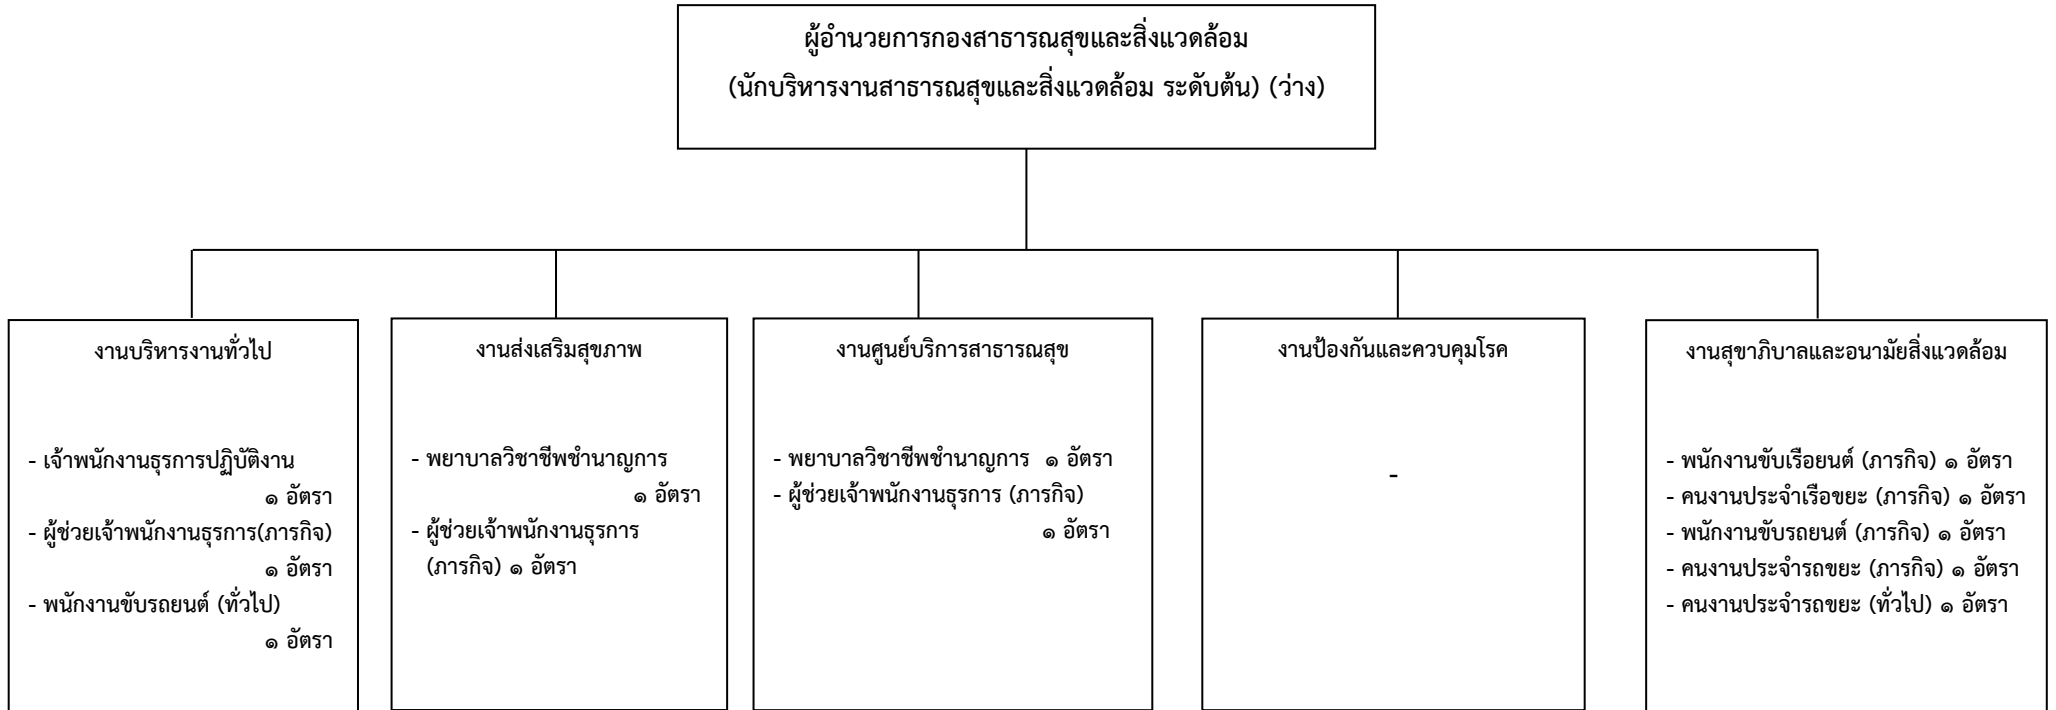 ผู้อำนวยการกองสาธารณสุขและสิ่งแวดล้อม
(นักบริหารงานสาธารณสุขและสิ่งแวดล้อม ระดับต้น) (ว่าง)
งานบริหารงานทั่วไป
- เจ้าพนักงานธุรการปฏิบัติงาน
๑ อัตรา
- ผู้ช่วยเจ้าพนักงานธุรการ(ภารกิจ)
๑ อัตรา
- พนักงานขับรถยนต์ (ทั่วไป)
๑ อัตรา
งานส่งเสริมสุขภาพ
- พยาบาลวิชาชีพชำนาญการ
๑ อัตรา
- ผู้ช่วยเจ้าพนักงานธุรการ
(ภารกิจ) ๑ อัตรา
งานศูนย์บริการสาธารณสุข
- พยาบาลวิชาชีพชำนาญการ ๑ อัตรา
- ผู้ช่วยเจ้าพนักงานธุรการ (ภารกิจ)
๑ อัตรา
งานป้องกันและควบคุมโรค
-
งานสุขาภิบาลและอนามัยสิ่งแวดล้อม
- พนักงานขับเรือยนต์ (ภารกิจ) ๑ อัตรา
- คนงานประจำเรือขยะ (ภารกิจ) ๑ อัตรา
- พนักงานขับรถยนต์ (ภารกิจ) ๑ อัตรา
- คนงานประจำรถขยะ (ภารกิจ) ๑ อัตรา
- คนงานประจำรถขยะ (ทั่วไป) ๑ อัตรา